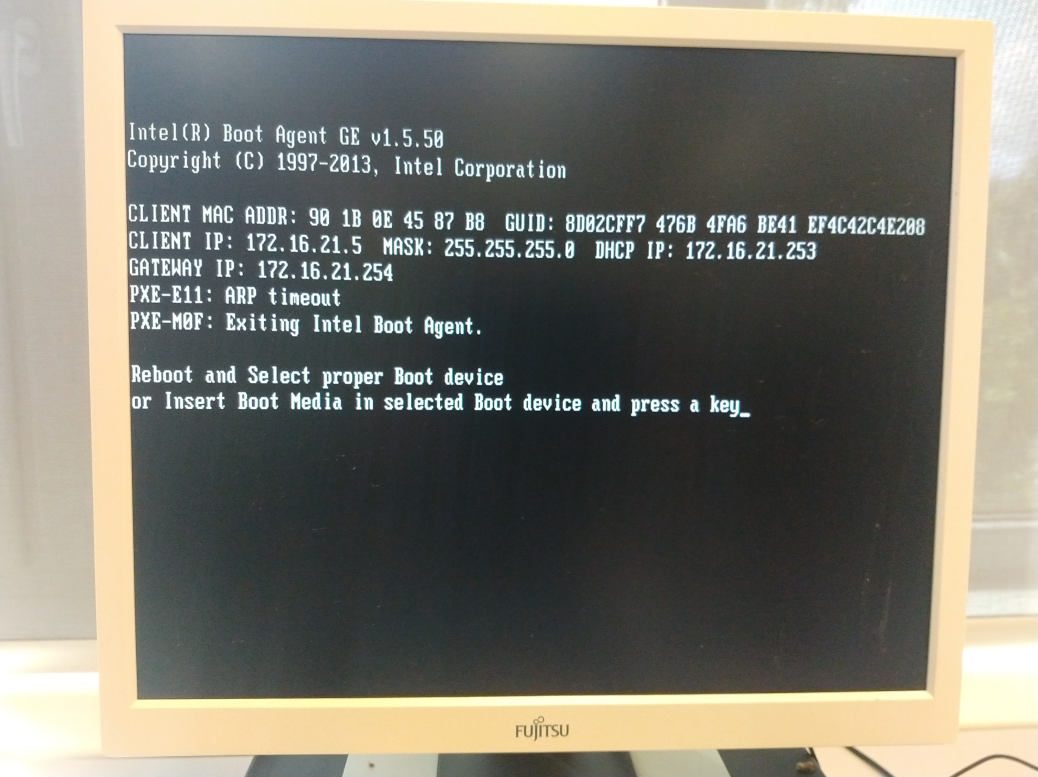 Intel(R) Boot Agent GE v1.5.50
Copyright (C) 1997-2013, Intel Corporation
CLIENT MAC ADDR: 90 1B 0E 45 87 B8 GUID: 8D02CFF7 476B 4FA6 BE41 EF4C42C4E208
CLIENT IP: 172.16.21.5 MASK: 255.255.255.0 DHCP IP: 172.16.21.253
GATEWAY IP: 172.16.21.254
PXE-E11: ARP timeout
PXE-M0F: Exiting Intel Boot Agent.
Reboot and Select proper Boot device
or Insert Boot Media in selected Boot device and press a key_
FUJITSU